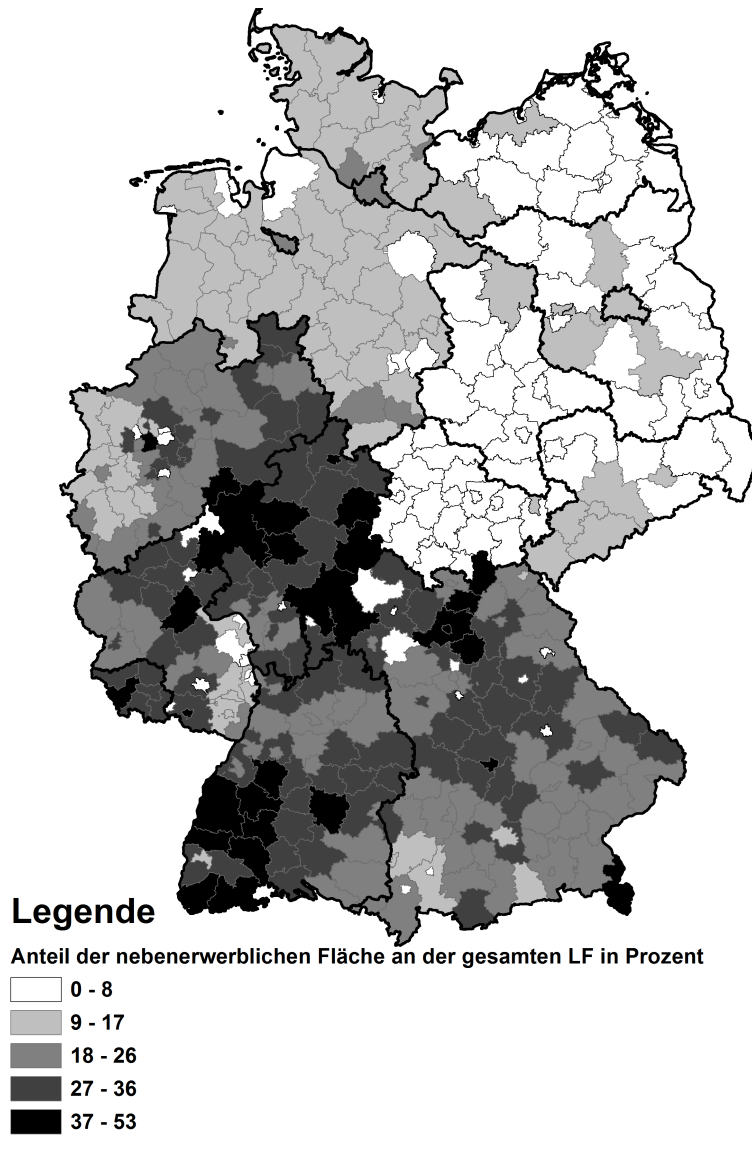 Legende
Anteil der nebenerwerblichen Fläche an der gesamten LF in Prozent
0 - 8
9 - 17
18 - 26
27 - 36
37 - 53